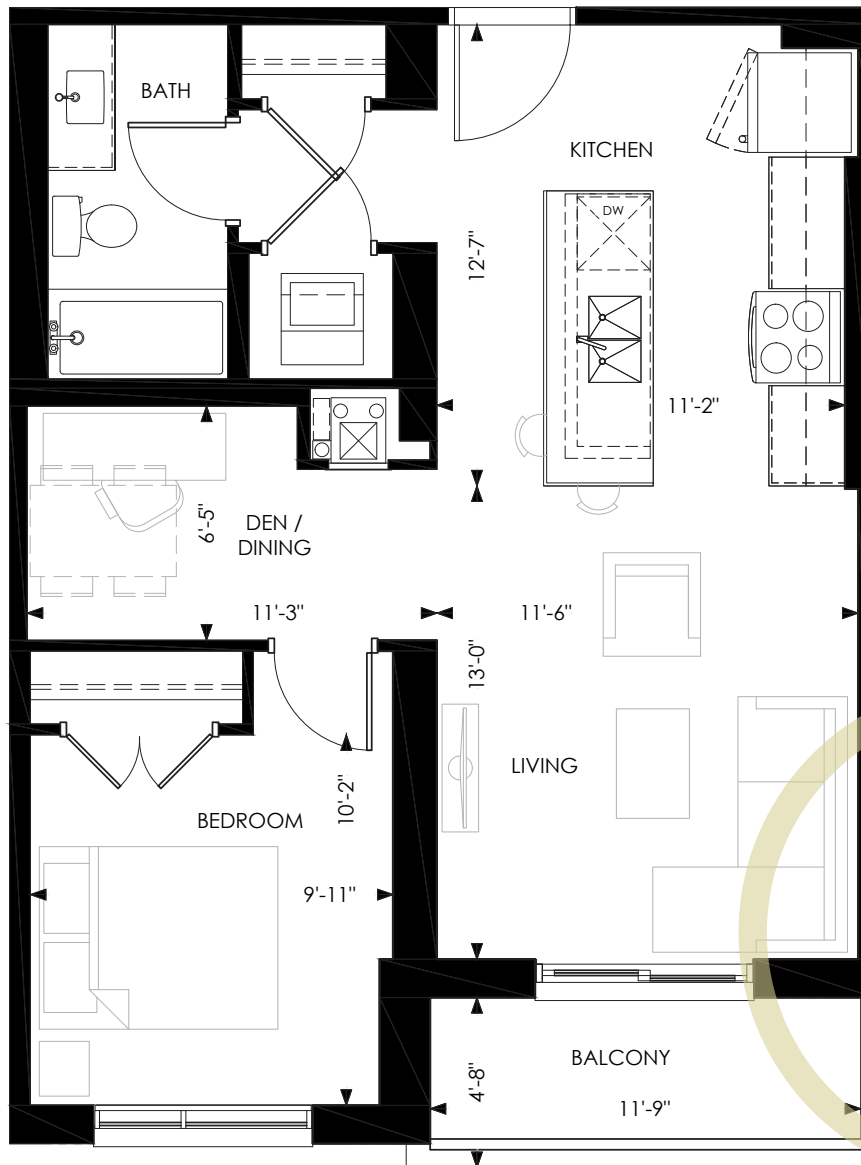 BATH
KITCHEN
DW
12'-7"
11'-2"
6'-5"
DEN /
DINING
11'-3"
11'-6"
13'-0"
LIVING
10'-2"
BEDROOM
9'-11"
BALCONY
4'-8"
11'-9"